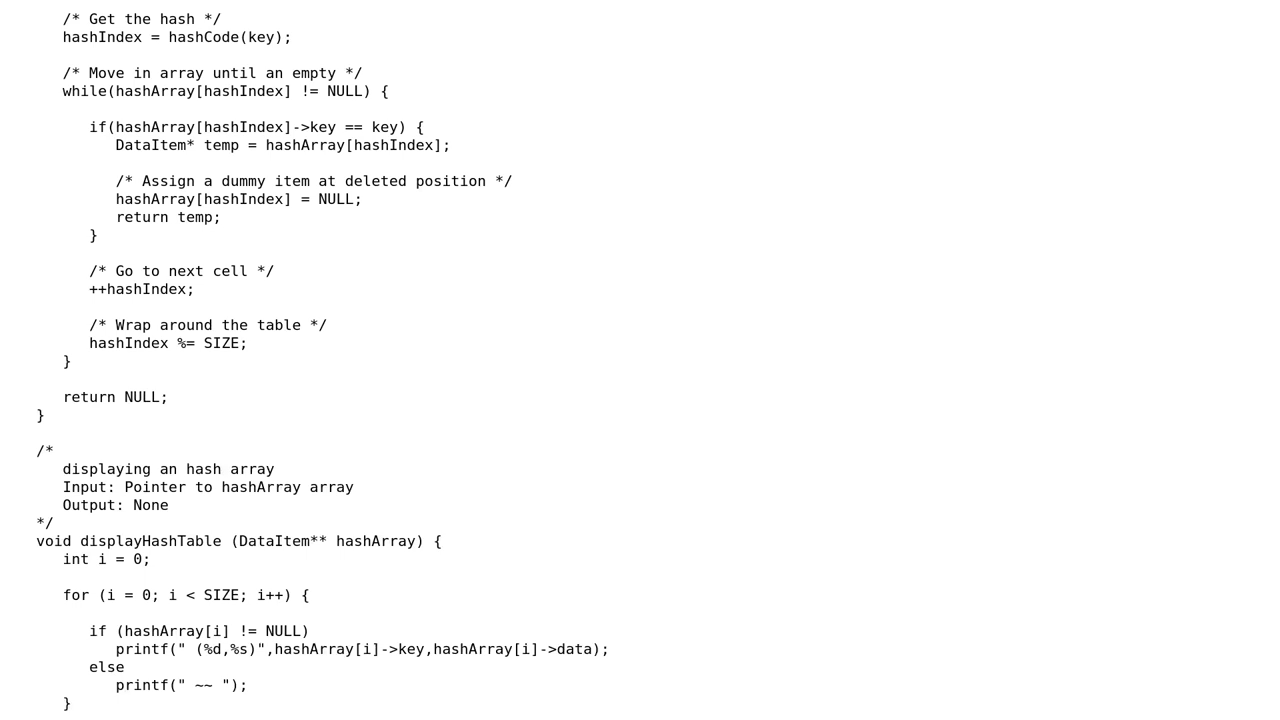 /* Get the hash */
hashIndex = hashCode(key);
/* Move in array until an empty */
while(hashArray[hashIndex] != NULL) {
if(hashArray[hashIndex]->key == key) {
DataItem* temp = hashArray[hashIndex];
/* Assign a dummy item at deleted position */
hashArray[hashIndex] = NULL;
return temp;
}
/* Go to next cell */
++hashIndex;
/* Wrap around the table */
hashIndex %= SIZE;
}
return NULL;
}
/*
displaying an hash array
Input: Pointer to hashArray array
Output: None
*/
void displayHashTable (DataItem** hashArray) {
int i = 0;
for (i = 0; i < SIZE; i++) {
if (hashArray[i] != NULL)
printf(" (%d,%s)",hashArray[i]->key,hashArray[i]->data);
else
printf(" ~~ ");
}